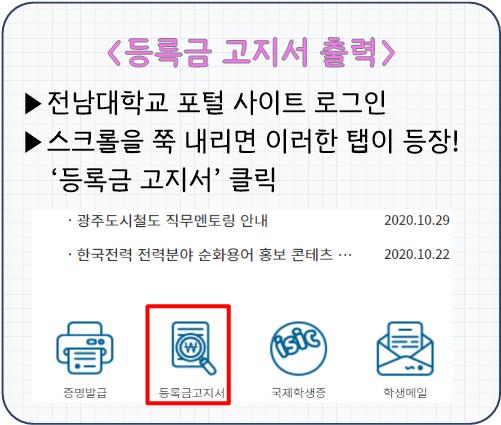 <등록금 고지서 출력>
▶전남대학교 포털 사이트 로그인
▶스크롤을 쭉 내리면 이러한 탭이 등장!
‘등록금 고지서’ 클릭
· 광주도시철도 직무멘토링 안내 2020.10.29
· 한국전력 전력분야 순화용어 홍보 콘텐츠 ··· 2020.10.22
₩ isic
증명발급 등록금고지서 국제학생증 학생메일